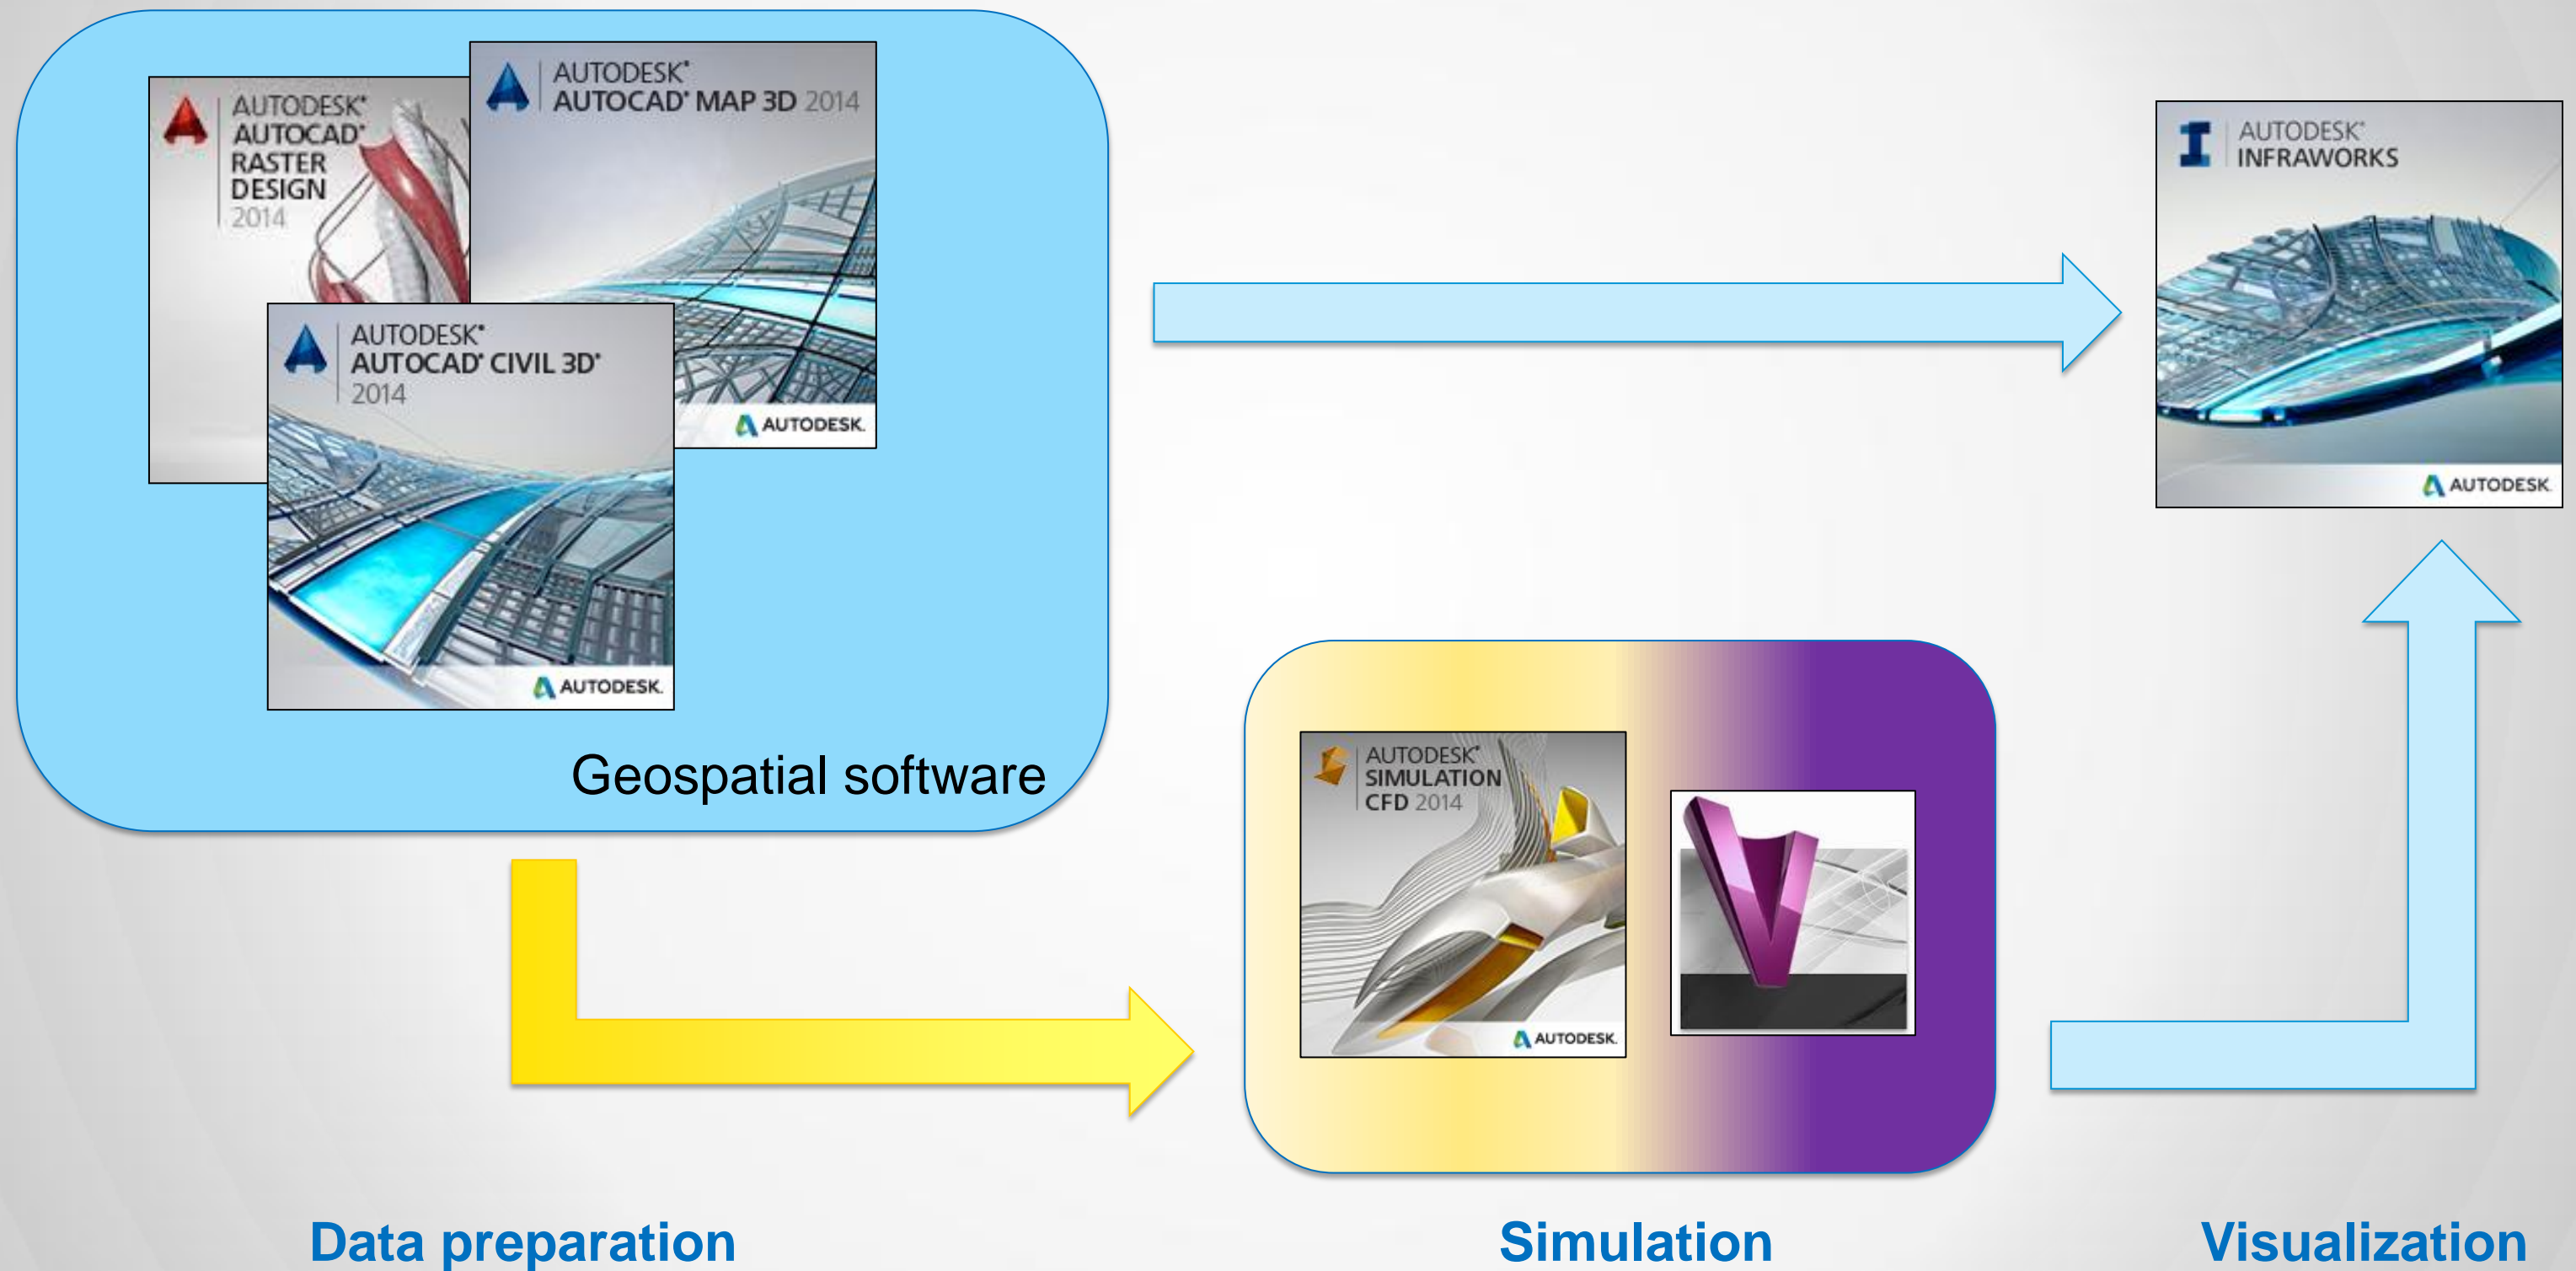 AUTODESK®
AUTOCAD®
RASTER
DESIGN
2014
AUTODESK®
AUTOCAD® MAP 3D 2014
AUTODESK.
AUTODESK®
AUTOCAD® CIVIL 3D®
2014
AUTODESK.
Geospatial software
AUTODESK®
INFRAWORKS
AUTODESK.
AUTODESK®
SIMULATION
CFD 2014
AUTODESK.
Data preparation
Simulation
Visualization